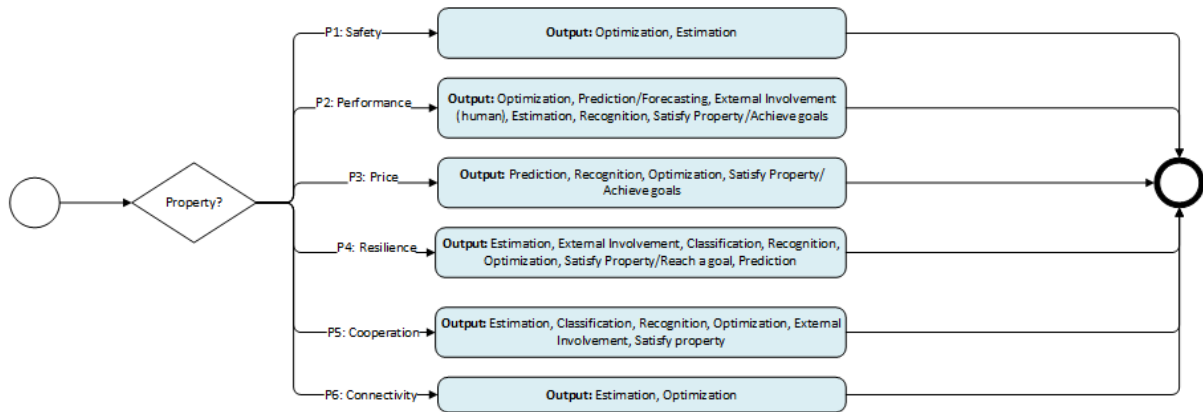 P1: Safety
Output: Optimization, Estimation
P2: Performance
Output: Optimization, Prediction/Forecasting, External Involvement
(human), Estimation, Recognition, Satisfy Property/Achieve goals
Property?
P3: Price
Output: Prediction, Recognition, Optimization, Satisfy Property/
Achieve goals
P4: Resilience
Output: Estimation, External Involvement, Classification, Recognition,
Optimization, Satisfy Property/Reach a goal, Prediction
P5: Cooperation
Output: Estimation, Classification, Recognition, Optimization, External
Involvement, Satisfy property
P6: Connectivity
Output: Estimation, Optimization